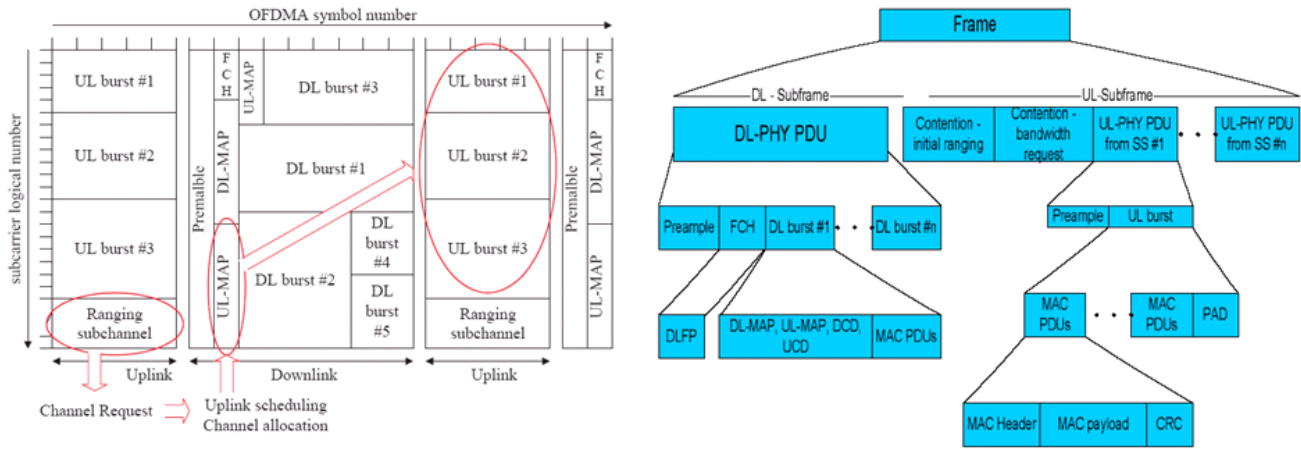 OFDMA symbol number
subcarrier logical number
UL burst #1
UL burst #2
UL burst #3
Ranging
subchannel
Premalble
F
C
H
DL-MAP
UL-MAP
UL-MAP
DL burst #3
DL burst #1
DL burst #2
DL
burst
#4
DL
burst
#5
UL burst #1
UL burst #2
UL burst #3
Ranging
subchannel
Premalble
F
C
H
DL-MAP
UL-MAP
Uplink
Downlink
Uplink
Channel Request
Uplink scheduling
Channel allocation
Frame
DL - Subframe
UL-Subframe
DL-PHY PDU
Contention -
initial ranging
Contention -
bandwidth
request
UL-PHY PDU
from SS #1
UL-PHY PDU
from SS #n
Preample
FCH
DL burst #1
DL burst #n
Preample
UL burst
DLFP
DL-MAP, UL-MAP, DCD,
UCD
MAC PDUs
MAC
PDUs
MAC
PDUs
PAD
MAC Header
MAC payload
CRC